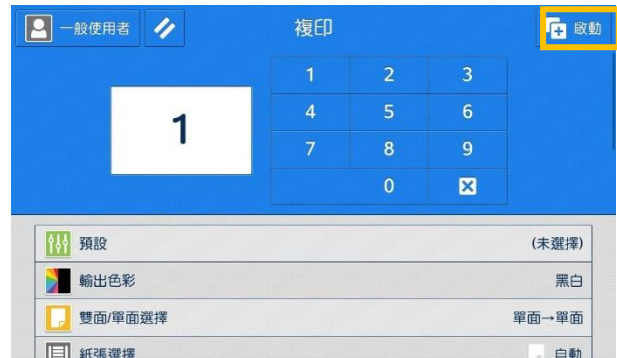 一般使用者 複印 啟動
1 2 3
4 5 6
1
7 8 9
0
預設 (未選擇)
輸出色彩 黑白
雙面/單面選擇 單面→單面
紙張選擇 自動